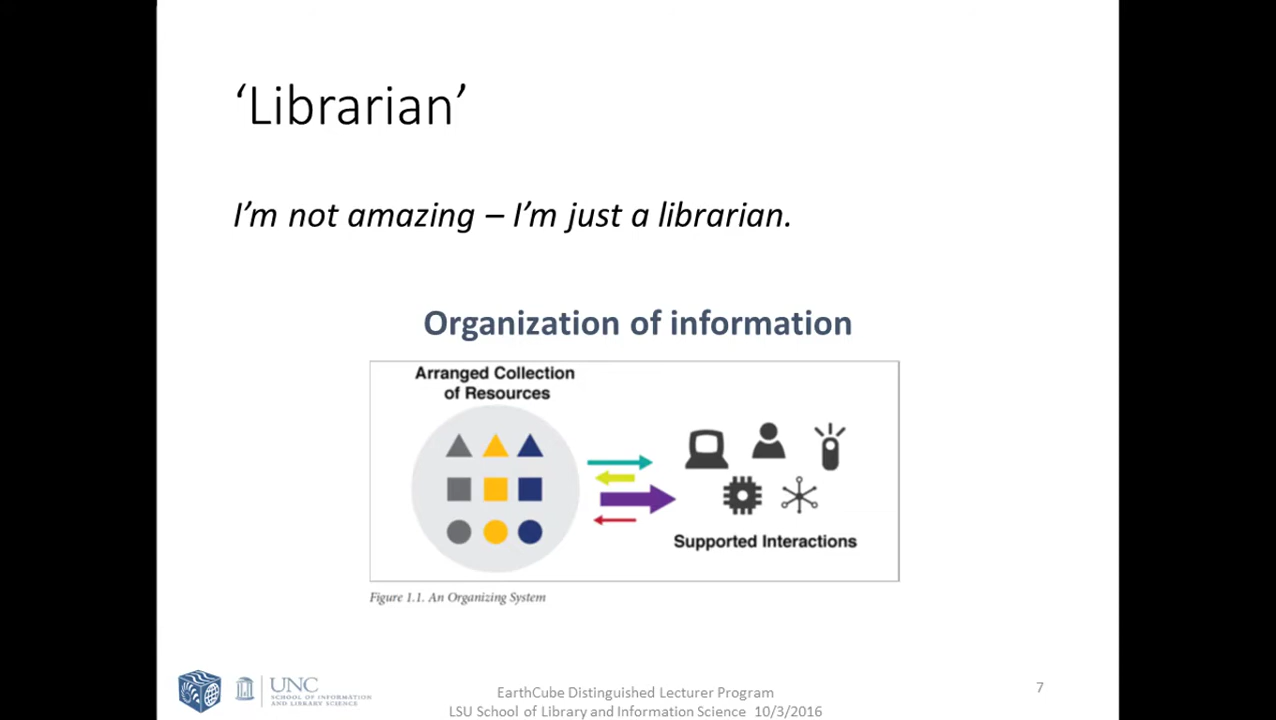 ‘Librarian’
I’m not amazing – I’m just a librarian.
Organization of information
Arranged Collection
of Resources
Supported Interactions
Figure 1.1. An Organizing System
UNC
SCHOOL OF INFORMATION
AND LIBRARY SCIENCE
EarthCube Distinguished Lecturer Program
LSU School of Library and Information Science 10/3/2016
7